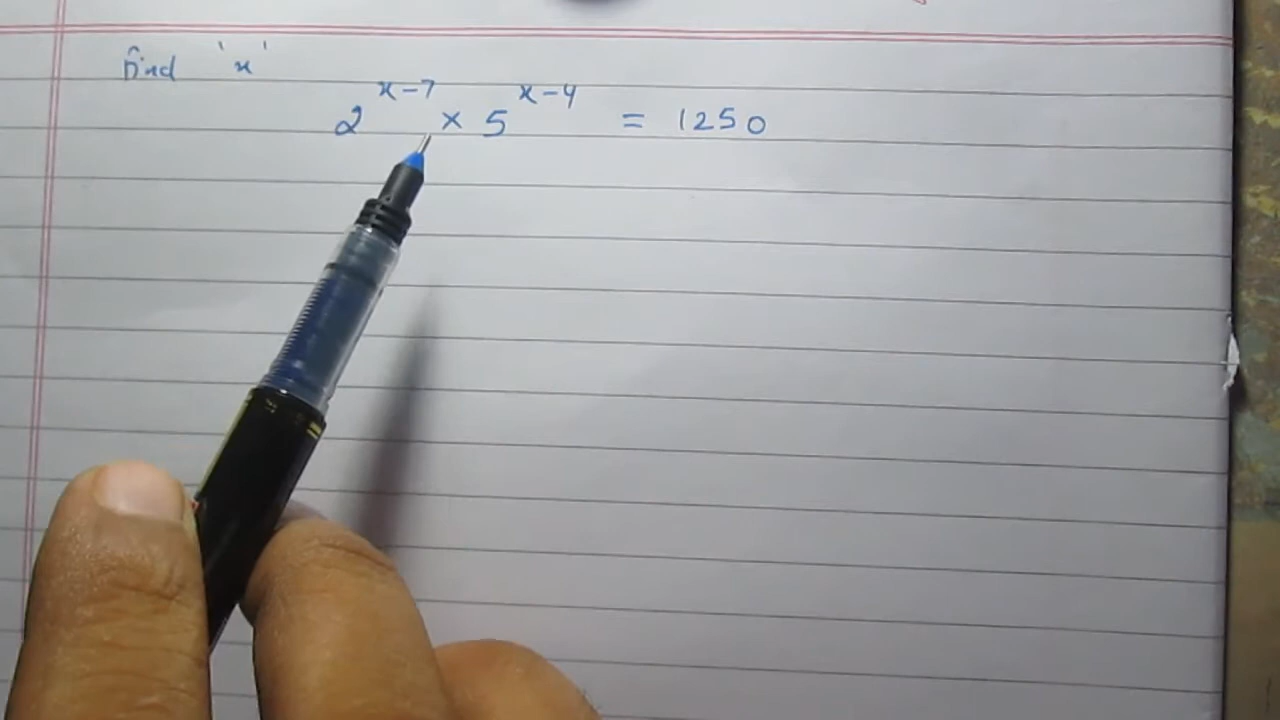 Find 'x'
2^{x-7} × 5^{x-4} = 1250